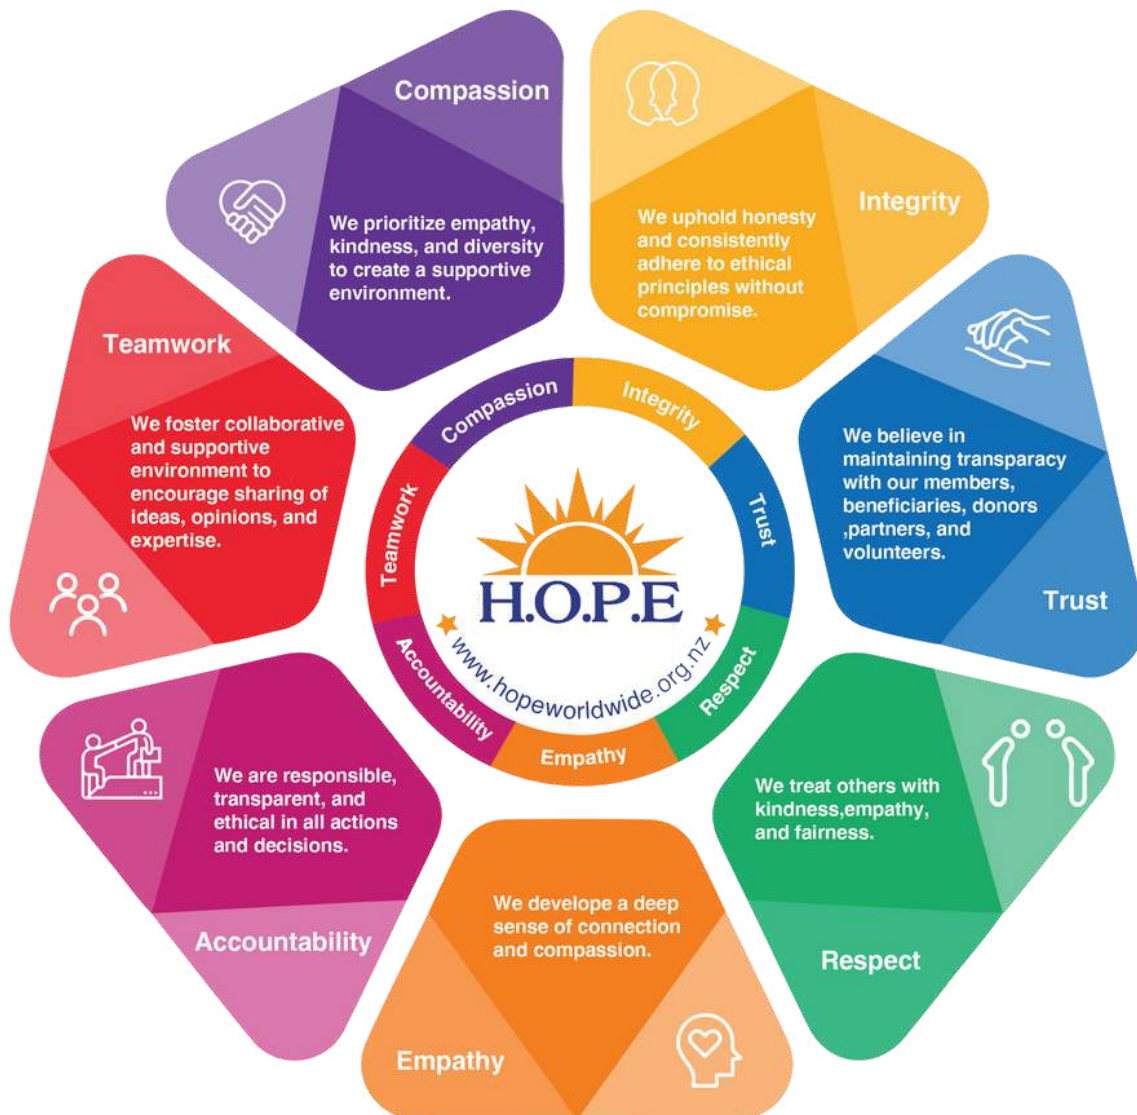 Compassion
We prioritize empathy,
kindness, and diversity
to create a supportive
environment.
Integrity
We uphold honesty
and consistently
adhere to ethical
principles without
compromise.
Trust
We believe in
maintaining transparacy
with our members,
beneficiaries, donors
,partners, and
volunteers.
Respect
We treat others with
kindness,empathy,
and fairness.
Empathy
We develope a deep
sense of connection
and compassion.
Accountability
We are responsible,
transparent, and
ethical in all actions
and decisions.
Teamwork
We foster collaborative
and supportive
environment to
encourage sharing of
ideas, opinions, and
expertise.
Compassion
Integrity
Trust
Respect
Empathy
Accountability
Teamwork
H.O.P.E
www.hopeworldwide.org.nz